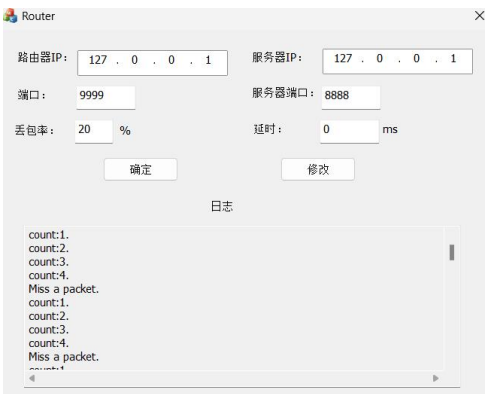 Router
路由器IP： 127 . 0 . 0 . 1 服务器IP： 127 . 0 . 0 . 1
端口： 9999 服务器端口： 8888
丢包率： 20 % 延时： 0 ms
确定 修改
日志
count:1.
count:2.
count:3.
count:4.
Miss a packet.
count:1.
count:2.
count:3.
count:4.
Miss a packet.
count:1